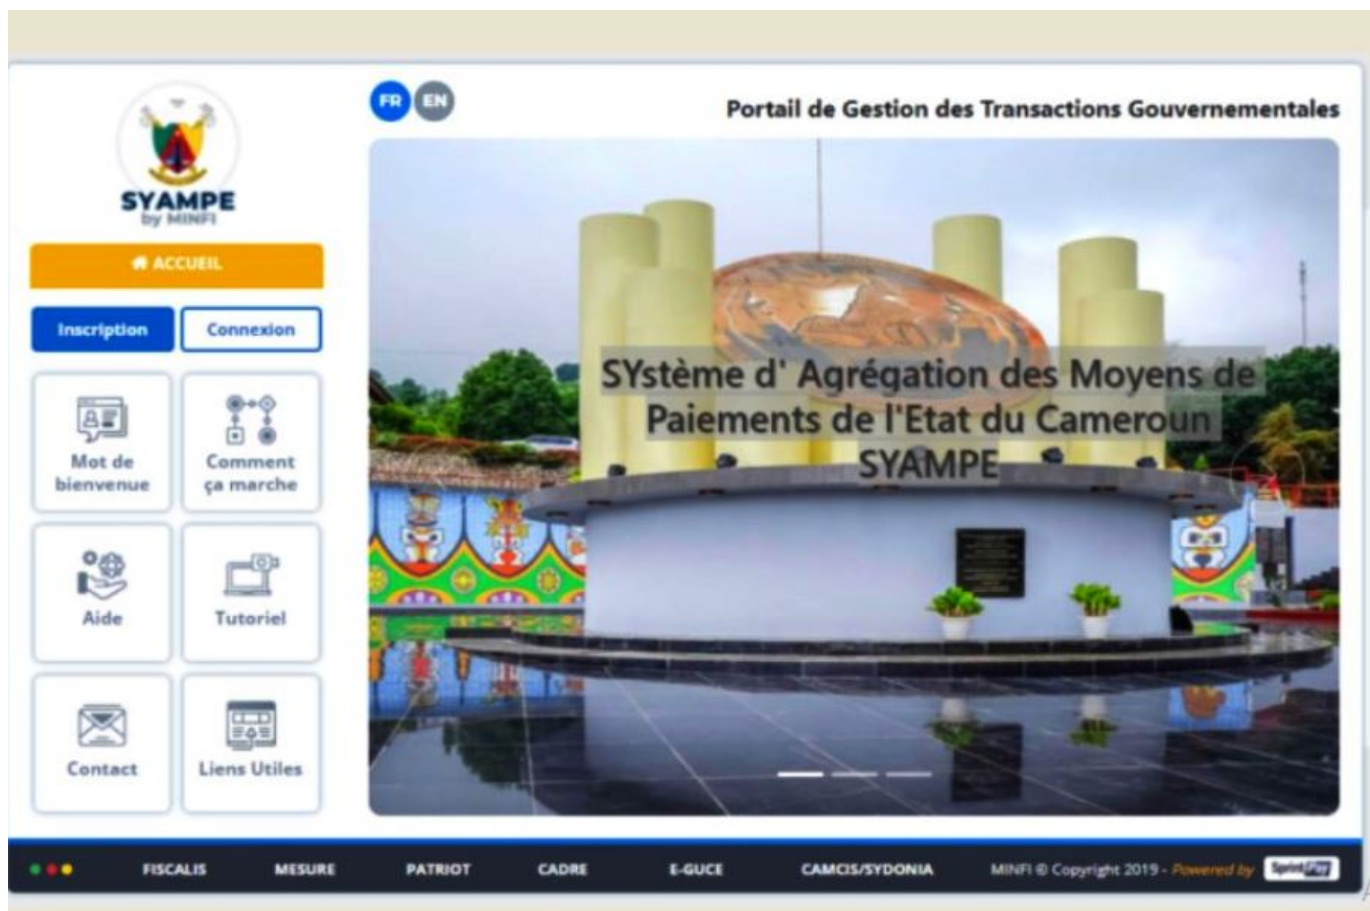 FR EN
Portail de Gestion des Transactions Gouvernementales
SYAMPE
by MINFI
ACCUEIL
Inscription Connexion
SYstème d' Agrégation des Moyens de
Paiements de l'Etat du Cameroun
SYAMPE
Mot de
bienvenue
Comment
ça marche
Aide
Tutoriel
Contact
Liens Utiles
FISCALIS MESURE PATRIOT CADRE E-GUCE CAMCIS/SYDONIA MINFI © Copyright 2019 - Powered by Sprint Pay